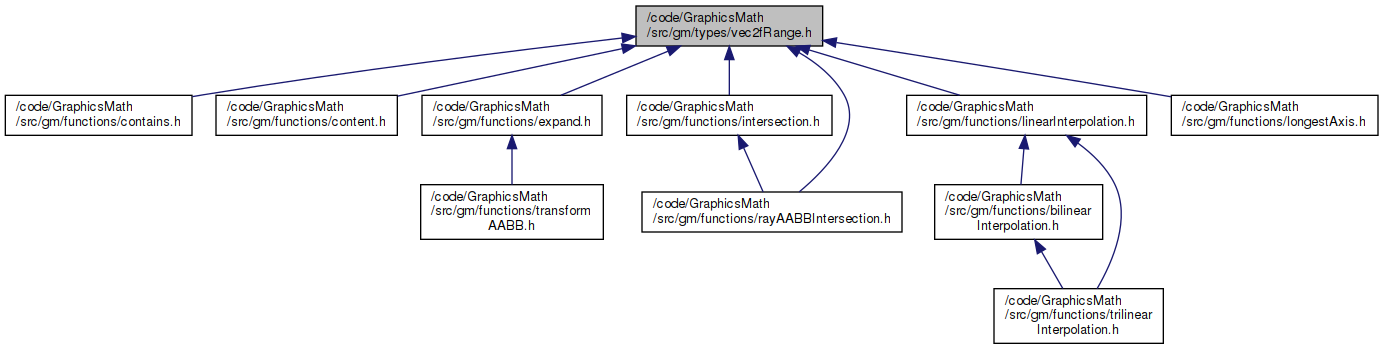 /code/GraphicsMath
/src/gm/types/vec2fRange.h
/code/GraphicsMath
/src/gm/functions/contains.h
/code/GraphicsMath
/src/gm/functions/content.h
/code/GraphicsMath
/src/gm/functions/expand.h
/code/GraphicsMath
/src/gm/functions/intersection.h
/code/GraphicsMath
/src/gm/functions/linearInterpolation.h
/code/GraphicsMath
/src/gm/functions/longestAxis.h
/code/GraphicsMath
/src/gm/functions/transform
AABB.h
/code/GraphicsMath
/src/gm/functions/rayAABBIntersection.h
/code/GraphicsMath
/src/gm/functions/bilinear
Interpolation.h
/code/GraphicsMath
/src/gm/functions/trilinear
Interpolation.h